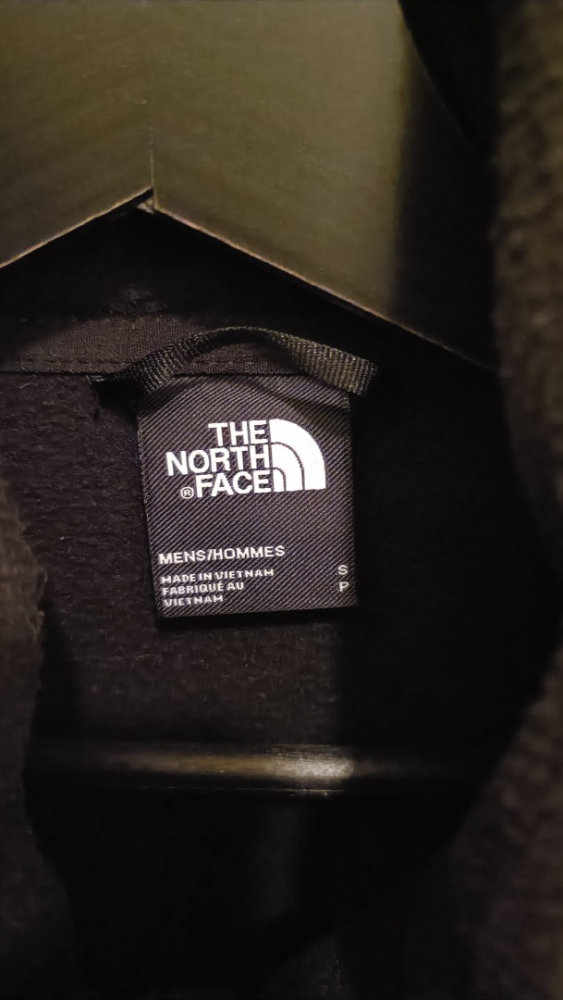 THE
NORTH
®FACE
MENS/HOMMES
MADE IN VIETNAM
FABRIQUÉ AU
VIETNAM
S
P